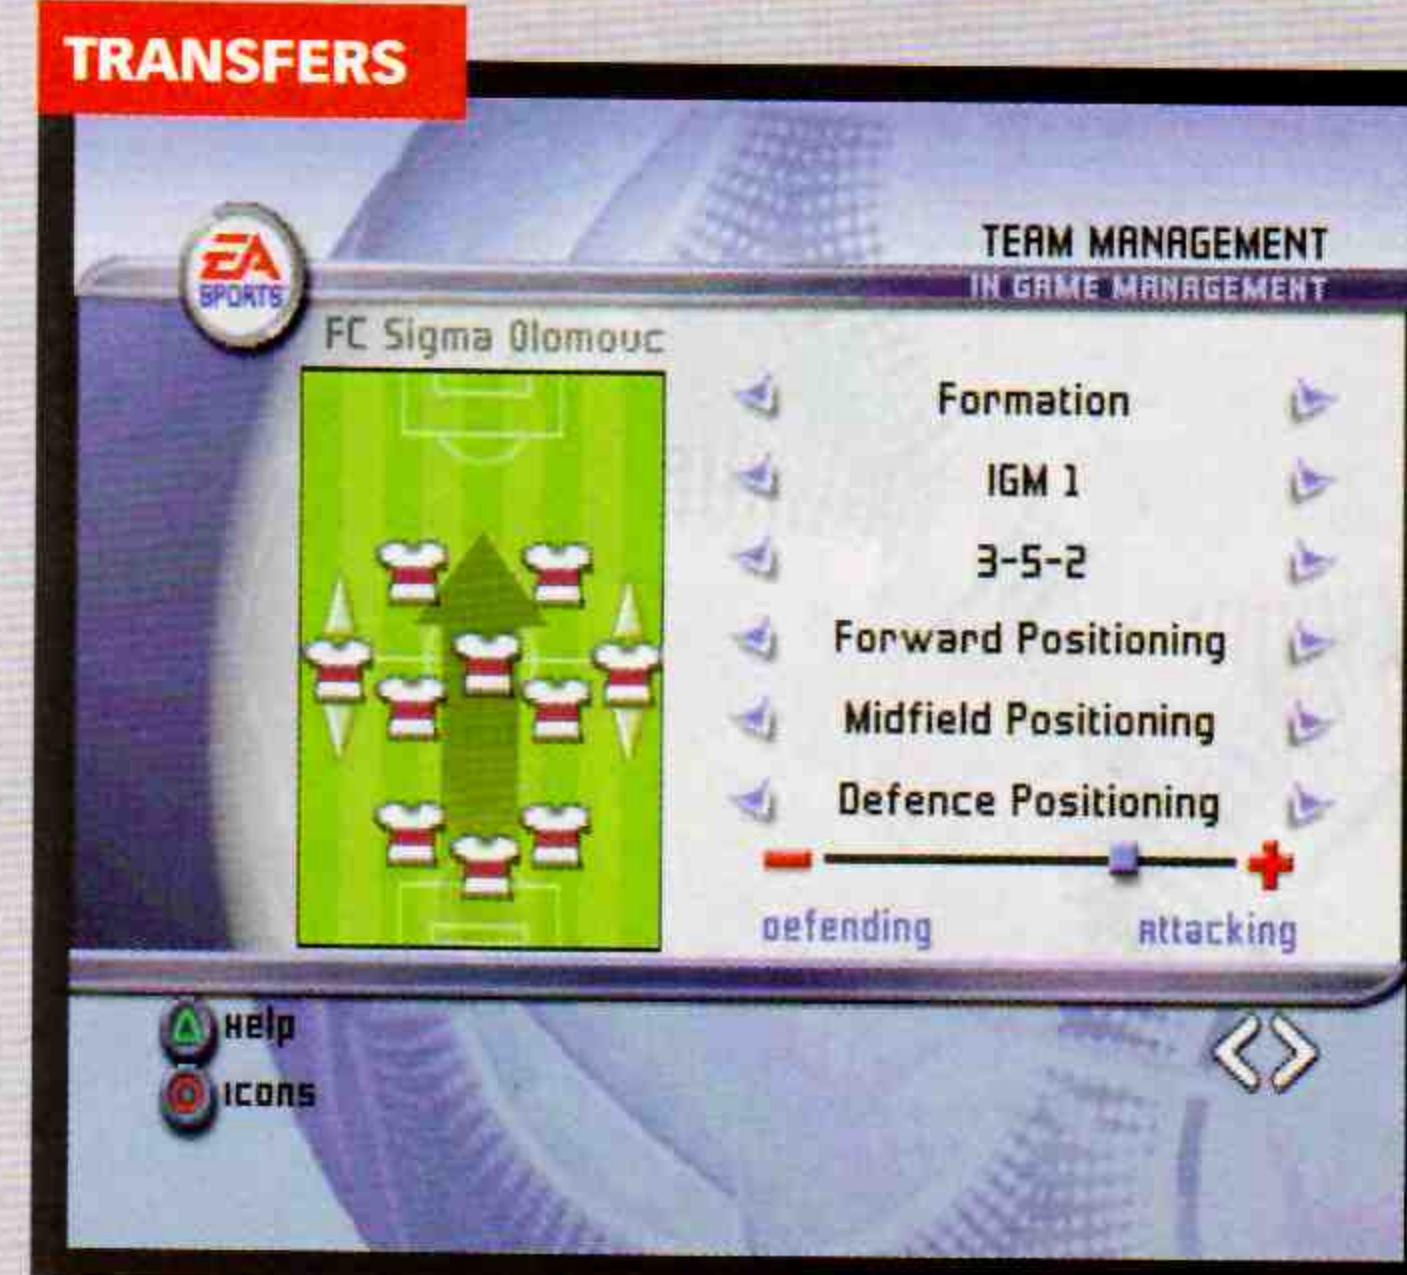 TRANSFERS
EA
SPORTS
TEAM MANAGEMENT
IN GAME MANAGEMENT
FC Sigma Olomouc
Formation
IGM 1
3-5-2
Forward Positioning
Midfield Positioning
Defence Positioning
Defending
Attacking
Help
Icons